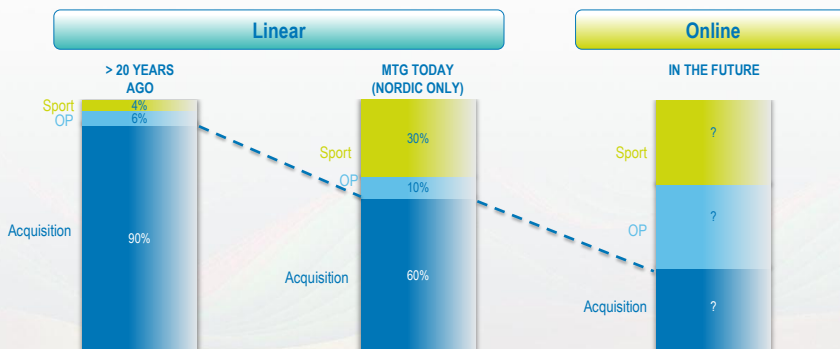 Linear
Online
> 20 YEARS
AGO
MTG TODAY
(NORDIC ONLY)
IN THE FUTURE
Sport
4%
OP
6%
Acquisition
90%
Sport
30%
OP
10%
Acquisition
60%
Sport
?
OP
?
Acquisition
?